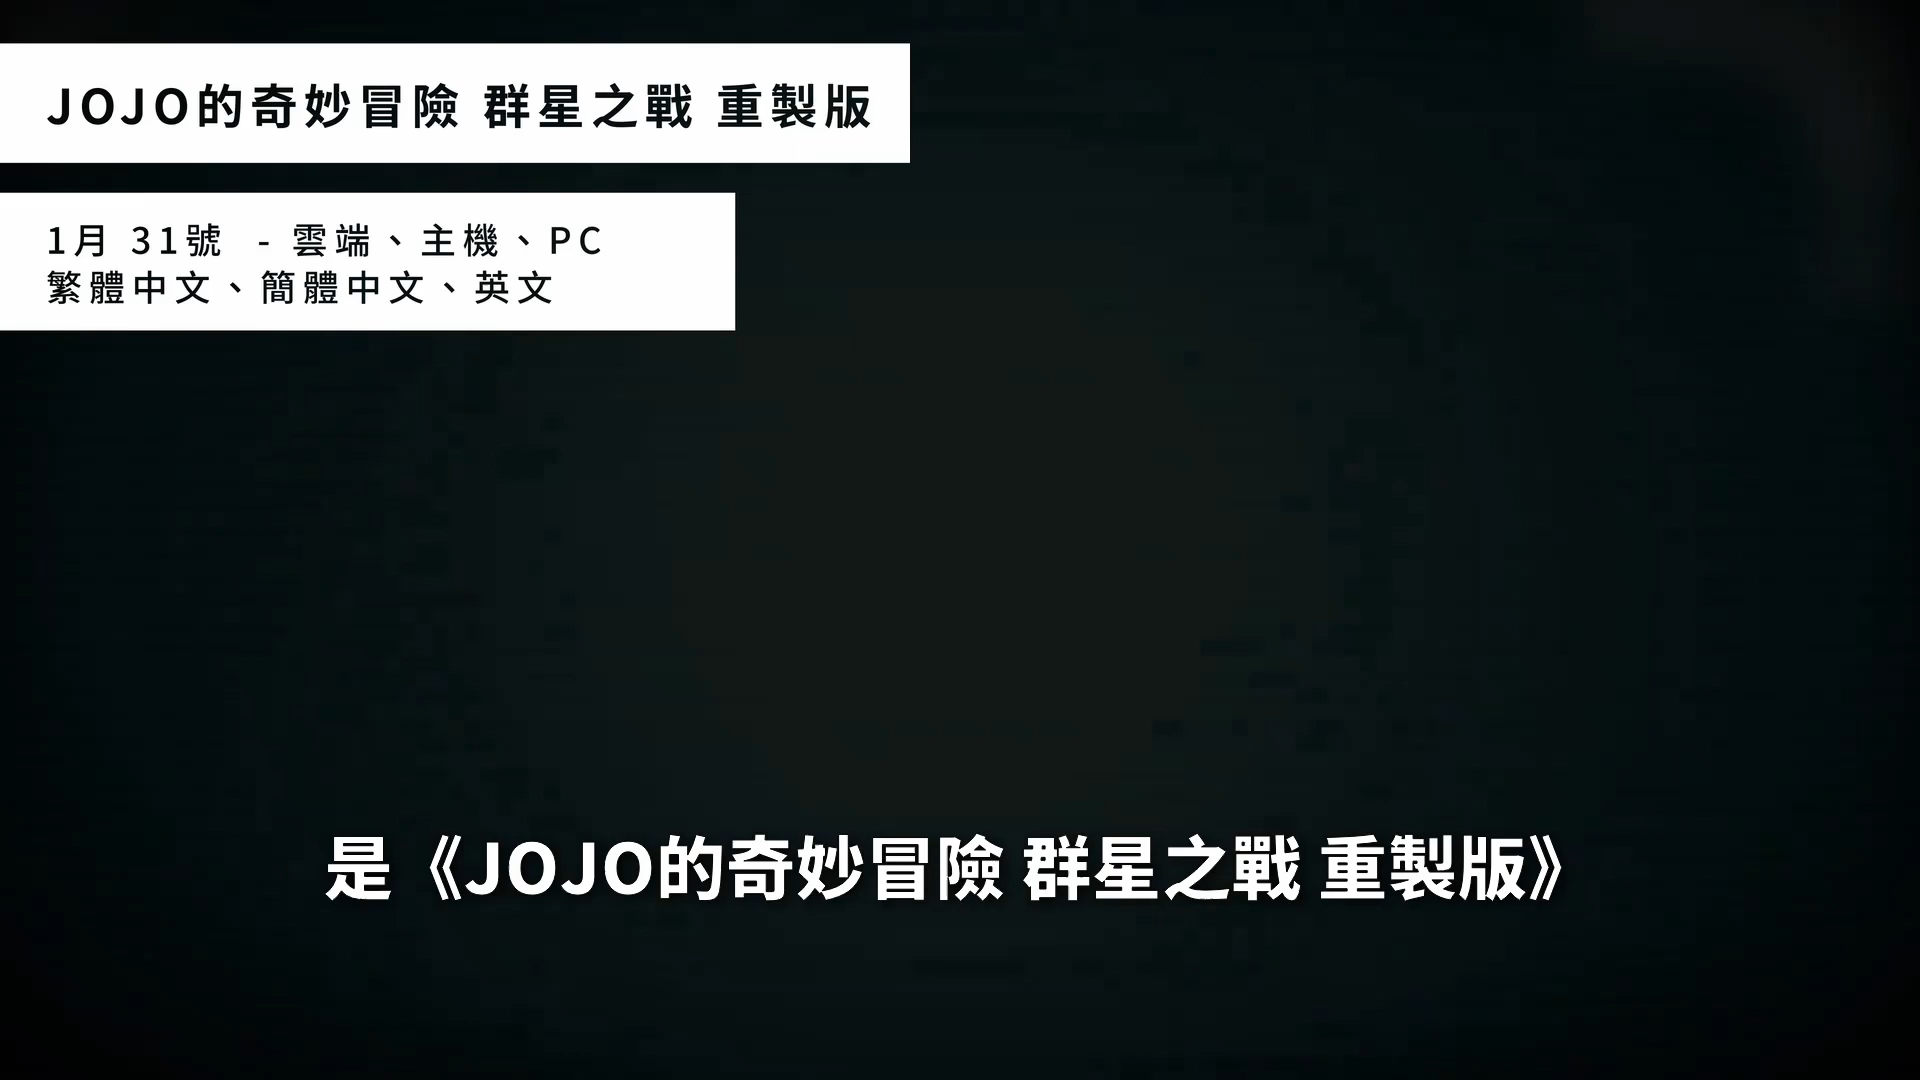 JOJO的奇妙冒險 群星之戰 重製版
1月 31號 - 雲端、主機、PC
繁體中文、簡體中文、英文
是《JOJO的奇妙冒險 群星之戰 重製版》